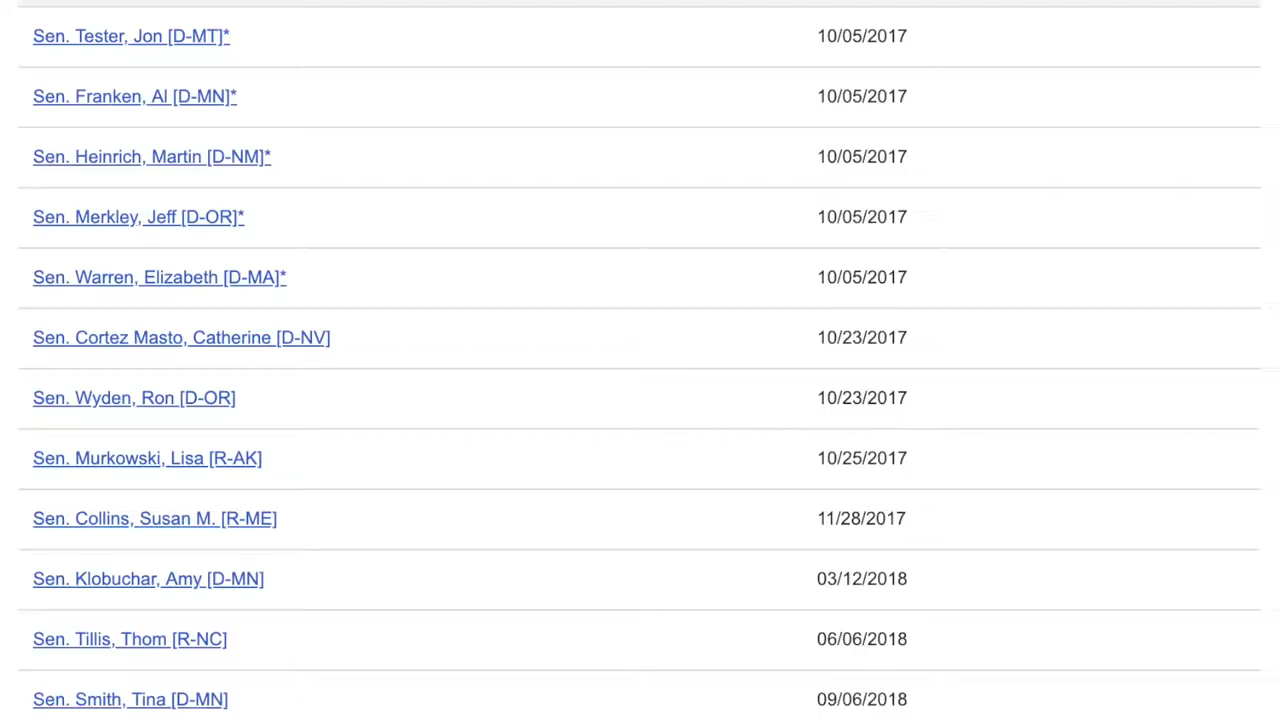 Sen. Tester, Jon [D-MT]* 10/05/2017
Sen. Franken, Al [D-MN]* 10/05/2017
Sen. Heinrich, Martin [D-NM]* 10/05/2017
Sen. Merkley, Jeff [D-OR]* 10/05/2017
Sen. Warren, Elizabeth [D-MA]* 10/05/2017
Sen. Cortez Masto, Catherine [D-NV] 10/23/2017
Sen. Wyden, Ron [D-OR] 10/23/2017
Sen. Murkowski, Lisa [R-AK] 10/25/2017
Sen. Collins, Susan M. [R-ME] 11/28/2017
Sen. Klobuchar, Amy [D-MN] 03/12/2018
Sen. Tillis, Thom [R-NC] 06/06/2018
Sen. Smith, Tina [D-MN] 09/06/2018